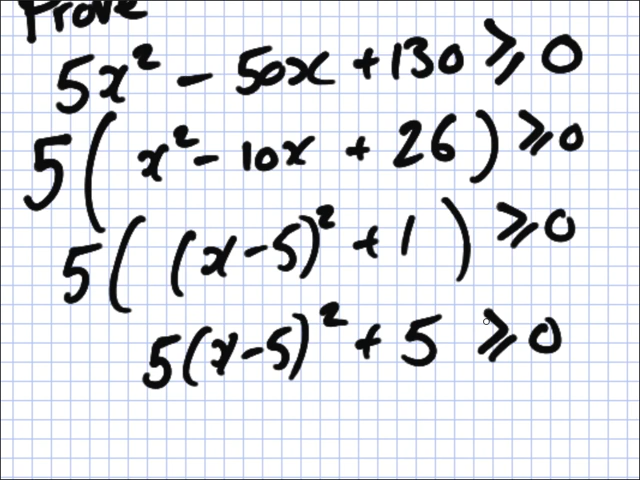 Prove
5x² - 50x + 130 ⩾ 0
5( x² - 10x + 26 ) ⩾ 0
5( (x-5)² + 1 ) ⩾ 0
5(x-5)² + 5 ⩾ 0